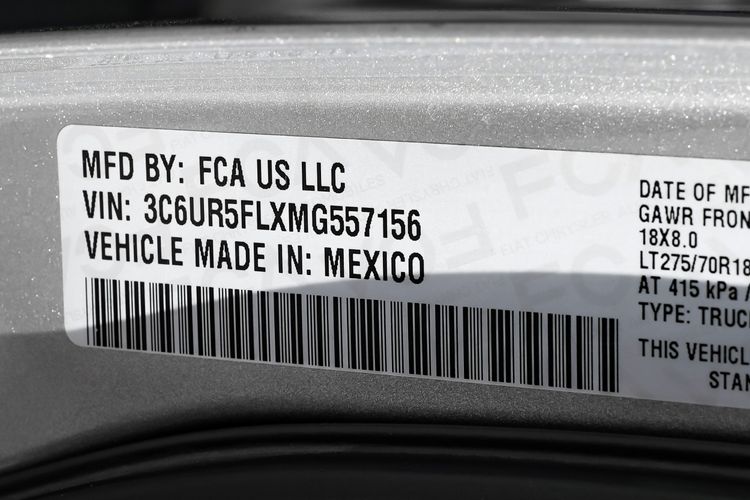 MFD BY: FCA US LLC
VIN: 3C6UR5FLXMG557156
VEHICLE MADE IN: MEXICO
DATE OF MF
GAWR FRON
18X8.0
LT275/70R18
AT 415 kPa /
TYPE: TRUC
THIS VEHICL
STAN